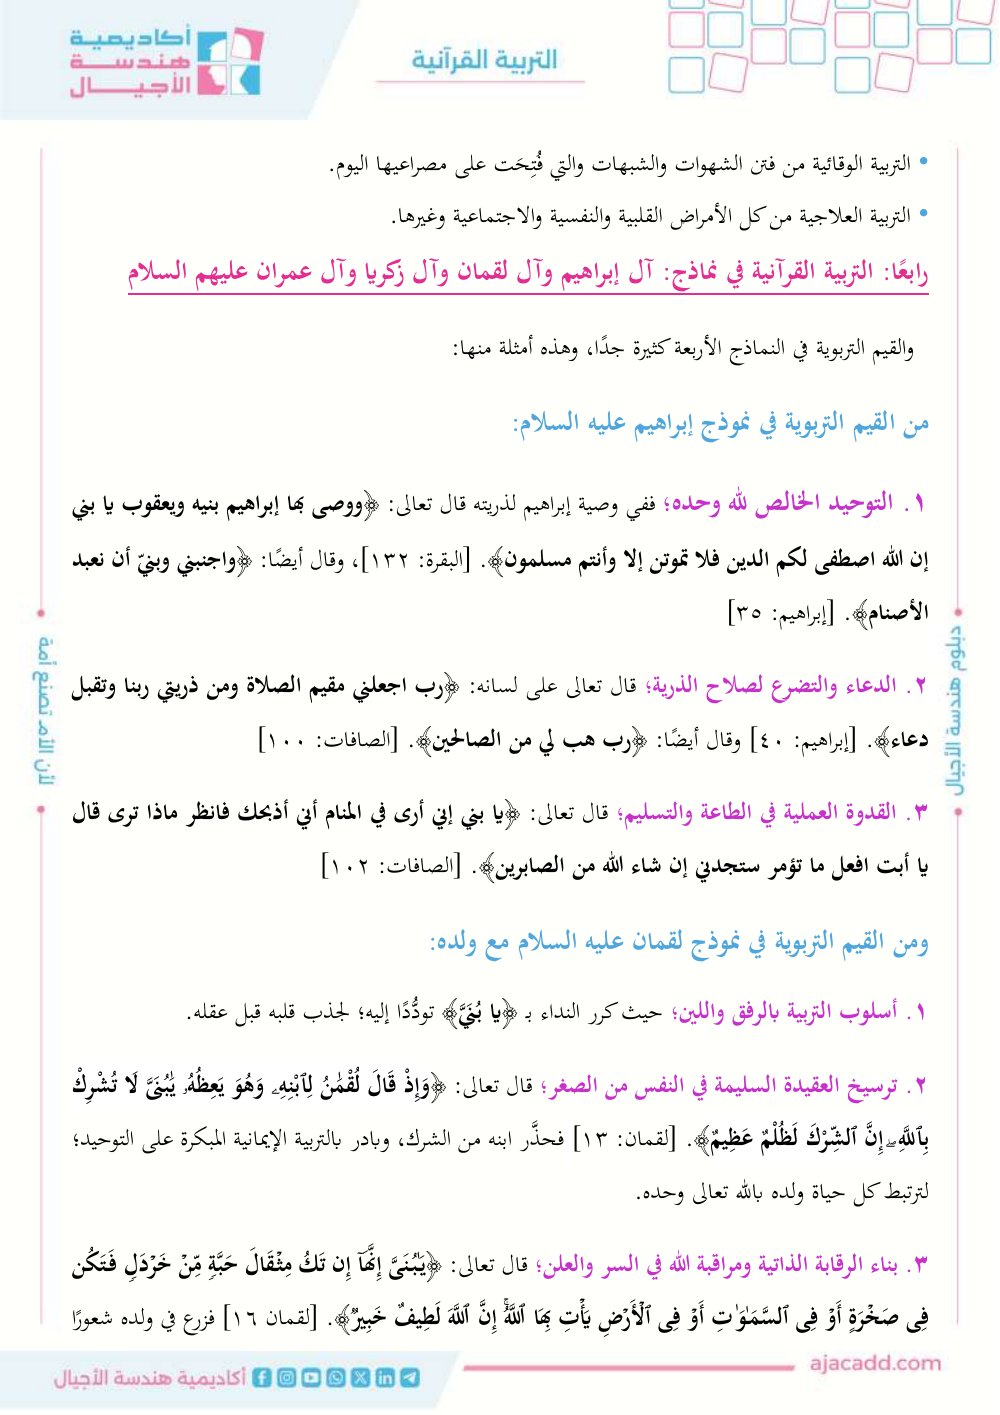 أكاديمية
هندسة
الأجيال
التربية القرآنية
• التربية الوقائية من فتن الشهوات والشبهات والتي فُتِحَت على مصراعيها اليوم.
• التربية العلاجية من كل الأمراض القلبية والنفسية والاجتماعية وغيرها.
رابعًا: التربية القرآنية في نماذج: آل إبراهيم وآل لقمان وآل زكريا وآل عمران عليهم السلام
والقيم التربوية في النماذج الأربعة كثيرة جدًا، وهذه أمثلة منها:
من القيم التربوية في نموذج إبراهيم عليه السلام:
١. التوحيد الخالص لله وحده؛ ففي وصية إبراهيم لذريته قال تعالى: ﴿ووصى بها إبراهيم بنيه ويعقوب يا بني
إن الله اصطفى لكم الدين فلا تموتن إلا وأنتم مسلمون﴾. [البقرة: ١٣٢]، وقال أيضًا: ﴿واجنبني وبنيّ أن نعبد
الأصنام﴾. [إبراهيم: ٣٥]
٢. الدعاء والتضرع لصلاح الذرية؛ قال تعالى على لسانه: ﴿رب اجعلني مقيم الصلاة ومن ذريتي ربنا وتقبل
دعاء﴾. [إبراهيم: ٤٠] وقال أيضًا: ﴿رب هب لي من الصالحين﴾. [الصافات: ١٠٠]
٣. القدوة العملية في الطاعة والتسليم؛ قال تعالى: ﴿يا بني إني أرى في المنام أني أذبحك فانظر ماذا ترى قال
يا أبت افعل ما تؤمر ستجدني إن شاء الله من الصابرين﴾. [الصافات: ١٠٢]
ومن القيم التربوية في نموذج لقمان عليه السلام مع ولده:
١. أسلوب التربية بالرفق واللين؛ حيث كرر النداء بـ ﴿يا بُنَيَّ﴾ تودُّدًا إليه؛ لجذب قلبه قبل عقله.
٢. ترسيخ العقيدة السليمة في النفس من الصغر؛ قال تعالى: ﴿وَإِذْ قَالَ لُقْمَٰنُ لِٱبْنِهِۦ وَهُوَ يَعِظُهُۥ يَٰبُنَىَّ لَا تُشْرِكْ
بِٱللَّهِ ۖ إِنَّ ٱلشِّرْكَ لَظُلْمٌ عَظِيمٌ﴾. [لقمان: ١٣] فحذَّر ابنه من الشرك، وبادر بالتربية الإيمانية المبكرة على التوحيد؛
لترتبط كل حياة ولده بالله تعالى وحده.
٣. بناء الرقابة الذاتية ومراقبة الله في السر والعلن؛ قال تعالى: ﴿يَٰبُنَىَّ إِنَّهَآ إِن تَكُ مِثْقَالَ حَبَّةٍ مِّنْ خَرْدَلٍ فَتَكُن
فِى صَخْرَةٍ أَوْ فِى ٱلسَّمَٰوَٰتِ أَوْ فِى ٱلْأَرْضِ يَأْتِ بِهَا ٱللَّهُ ۚ إِنَّ ٱللَّهَ لَطِيفٌ خَبِيرٌ﴾. [لقمان ١٦] فزرع في ولده شعورًا
دبلوم هندسة الأجيال
لأن الأم تصنع أمة
ajacadd.com
أكاديمية هندسة الأجيال